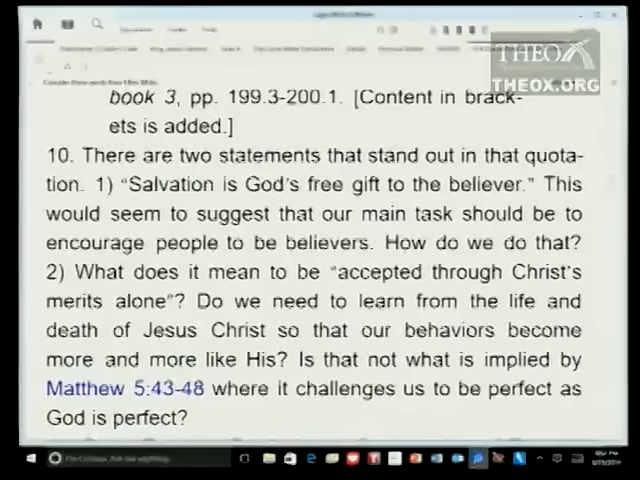 THEOX
THEOX.ORG
book 3, pp. 199.3-200.1. [Content in brack-
ets is added.]
10. There are two statements that stand out in that quota-
tion. 1) “Salvation is God’s free gift to the believer.” This
would seem to suggest that our main task should be to
encourage people to be believers. How do we do that?
2) What does it mean to be “accepted through Christ’s
merits alone”? Do we need to learn from the life and
death of Jesus Christ so that our behaviors become
more and more like His? Is that not what is implied by
Matthew 5:43-48 where it challenges us to be perfect as
God is perfect?